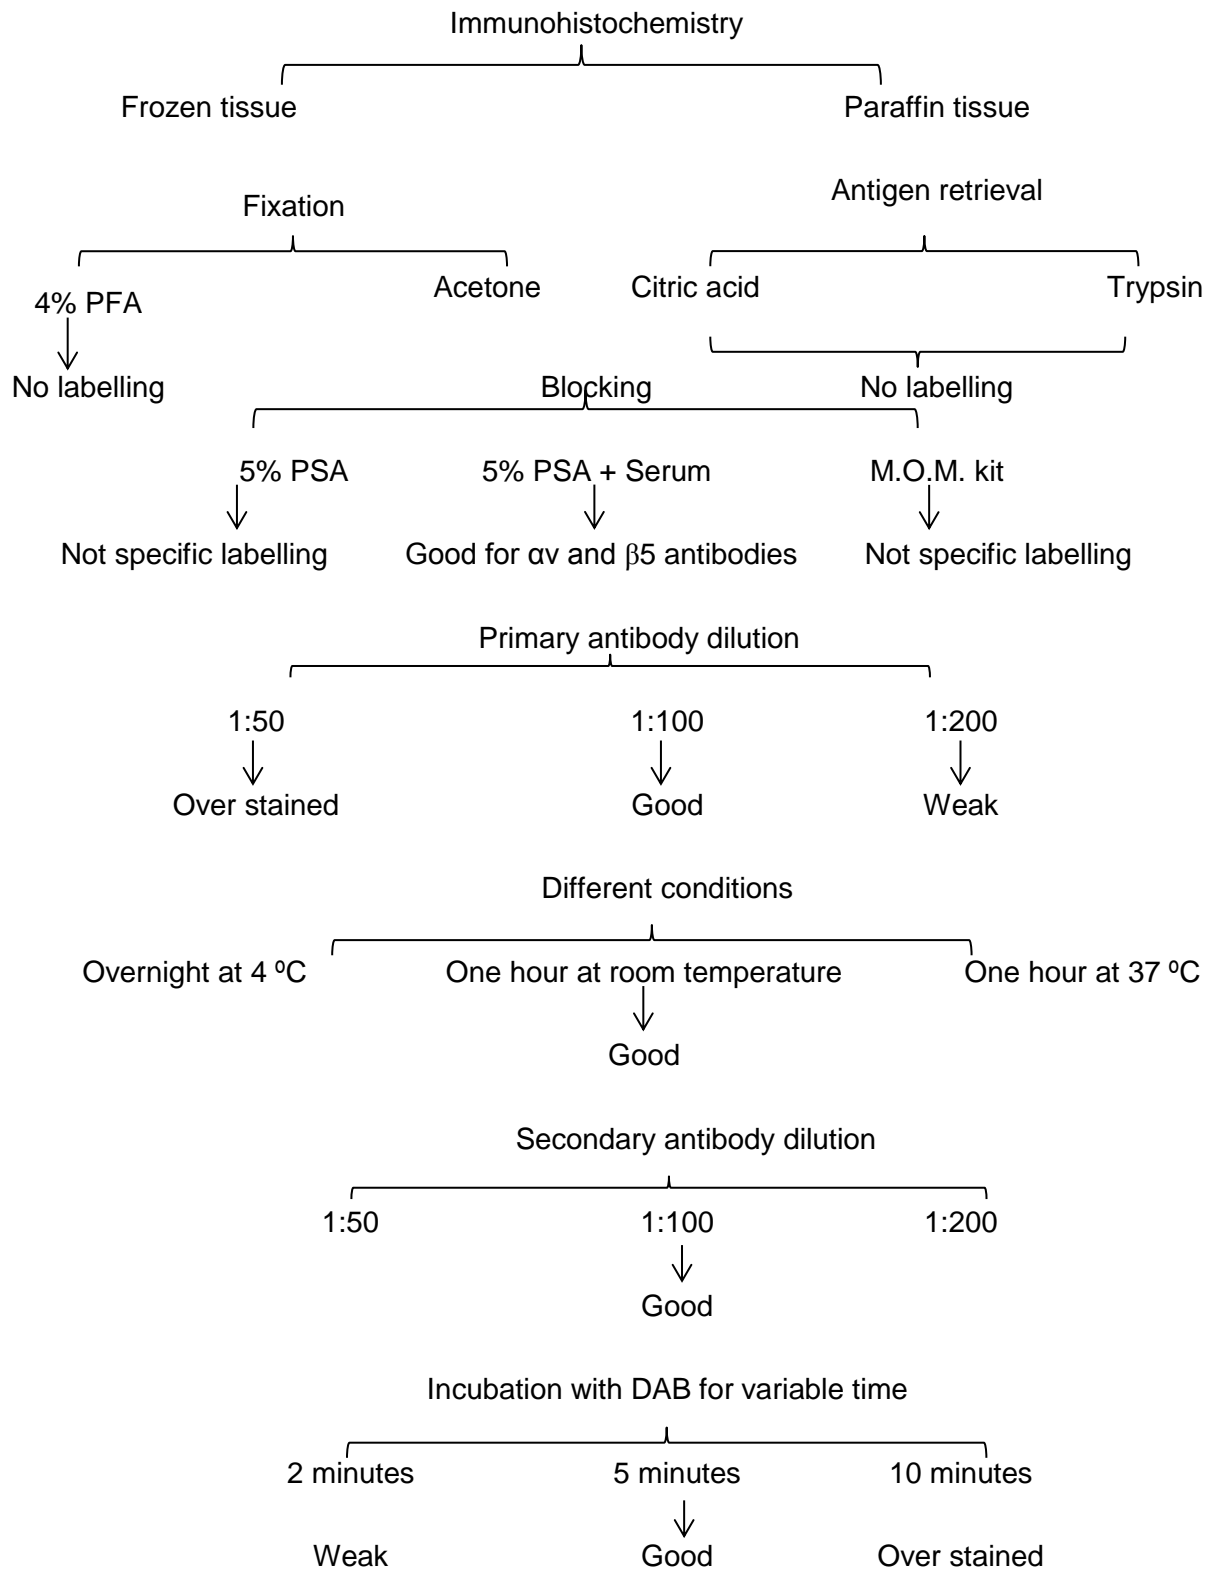 Immunohistochemistry
Frozen tissue Paraffin tissue
Antigen retrieval
Fixation
Acetone Citric acid Trypsin
4% PFA
No labelling Blocking No labelling
5% PSA 5% PSA + Serum M.O.M. kit
Not specific labelling Good for αv and β5 antibodies Not specific labelling
Primary antibody dilution
1:50 1:100 1:200
Over stained Good Weak
Different conditions
Overnight at 4 ºC One hour at room temperature One hour at 37 ºC
Good
Secondary antibody dilution
1:50 1:100 1:200
Good
Incubation with DAB for variable time
2 minutes 5 minutes 10 minutes
Weak Good Over stained